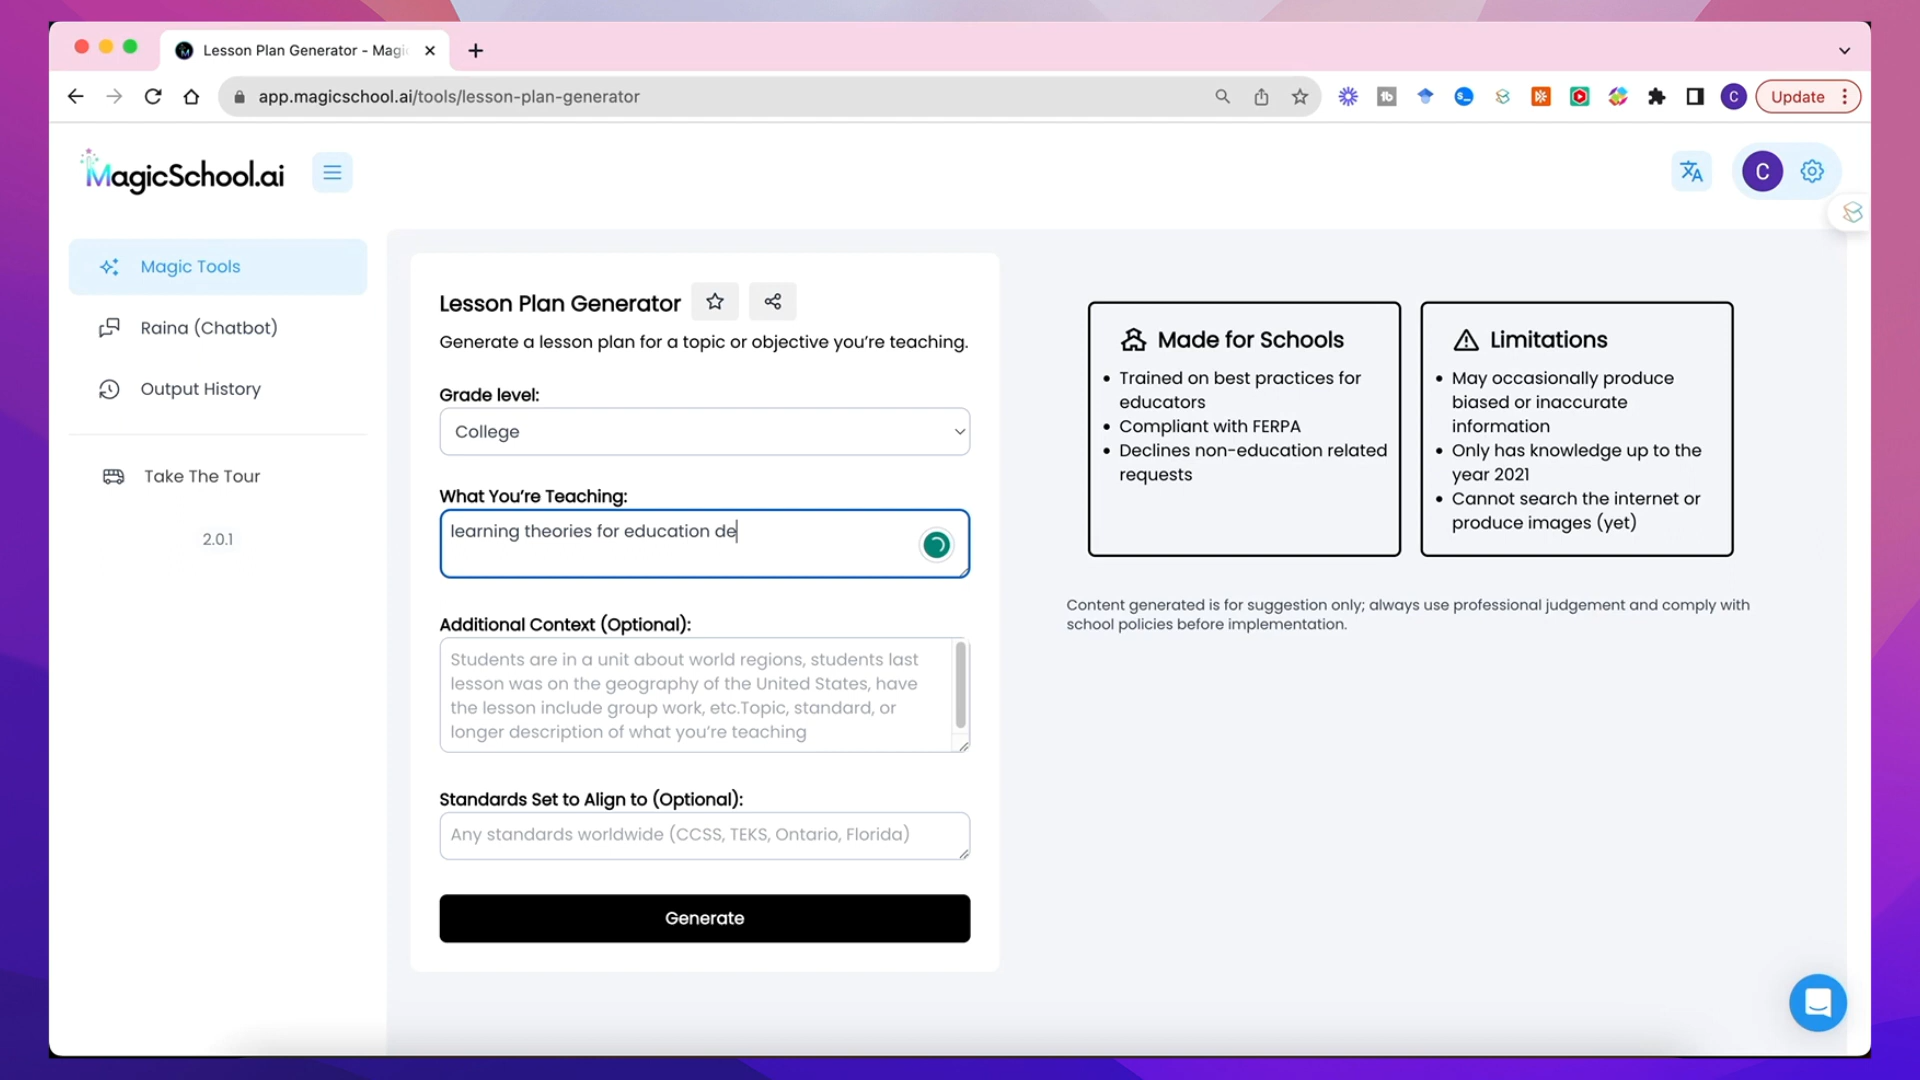 Lesson Plan Generator - Magic
app.magicschool.ai/tools/lesson-plan-generator
C
Update
MagicSchool.ai
C
Magic Tools
Raina (Chatbot)
Output History
Take The Tour
2.0.1
Lesson Plan Generator
Generate a lesson plan for a topic or objective you're teaching.
Grade level:
College
What You're Teaching:
learning theories for education de
Additional Context (Optional):
Students are in a unit about world regions, students last
lesson was on the geography of the United States, have
the lesson include group work, etc.Topic, standard, or
longer description of what you're teaching
Standards Set to Align to (Optional):
Any standards worldwide (CCSS, TEKS, Ontario, Florida)
Generate
Made for Schools
• Trained on best practices for
educators
• Compliant with FERPA
• Declines non-education related
requests
Limitations
• May occasionally produce
biased or inaccurate
information
• Only has knowledge up to the
year 2021
• Cannot search the internet or
produce images (yet)
Content generated is for suggestion only; always use professional judgement and comply with
school policies before implementation.